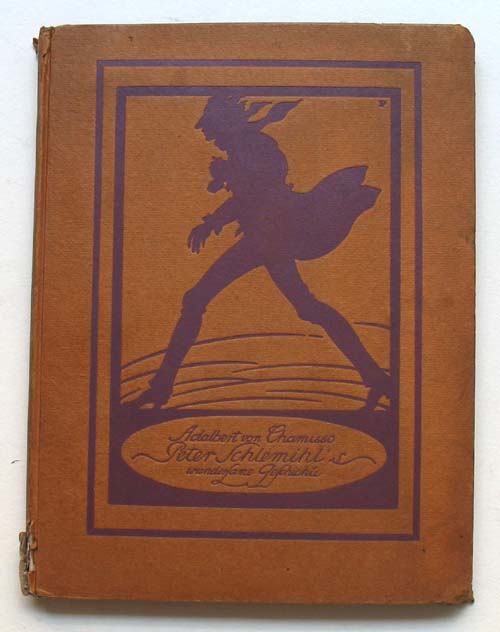 P
Adalbert von Chamisso
Peter Schlemihl's
wundersame Geschichte